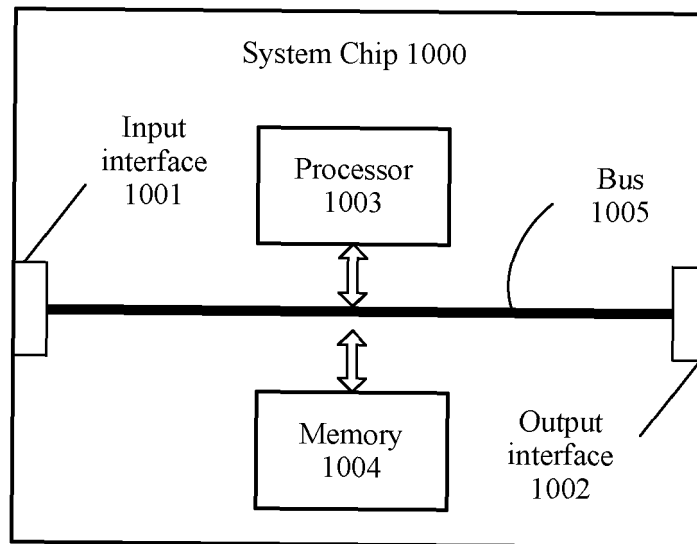 System Chip 1000
Input
interface
1001
Processor
1003
Bus
1005
Memory
1004
Output
interface
1002